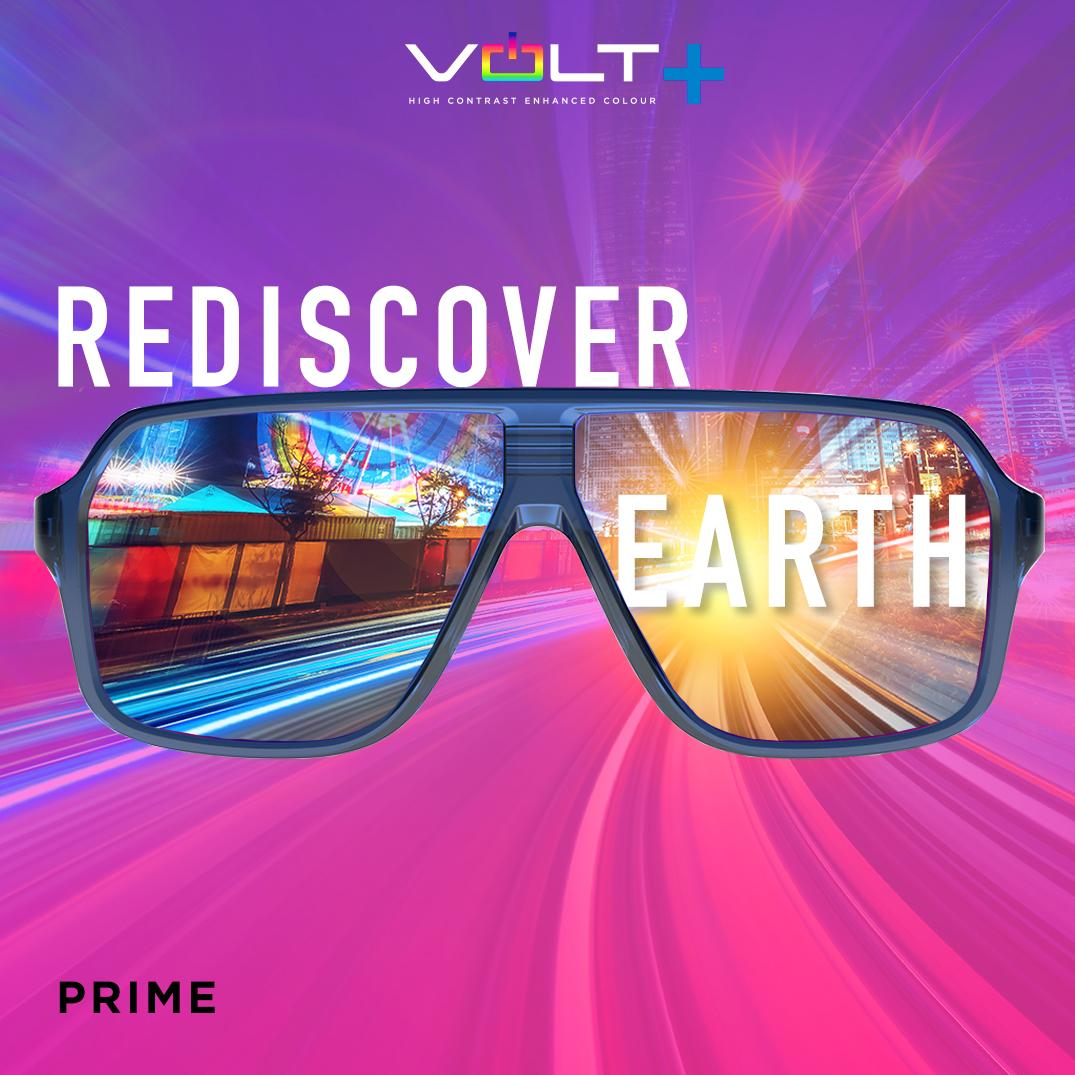 VOLT+
HIGH CONTRAST ENHANCED COLOUR
REDISCOVER
EARTH
PRIME